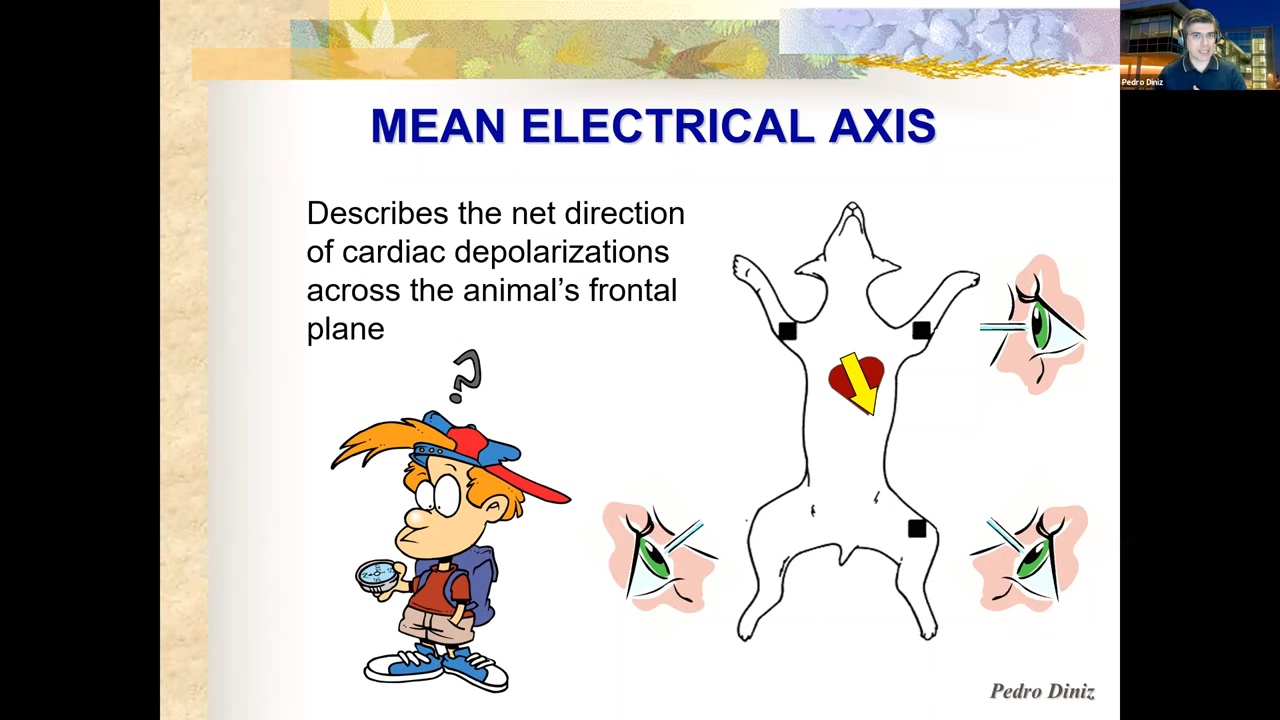 Pedro Diniz
MEAN ELECTRICAL AXIS
Describes the net direction
of cardiac depolarizations
across the animal’s frontal
plane
?
Pedro Diniz